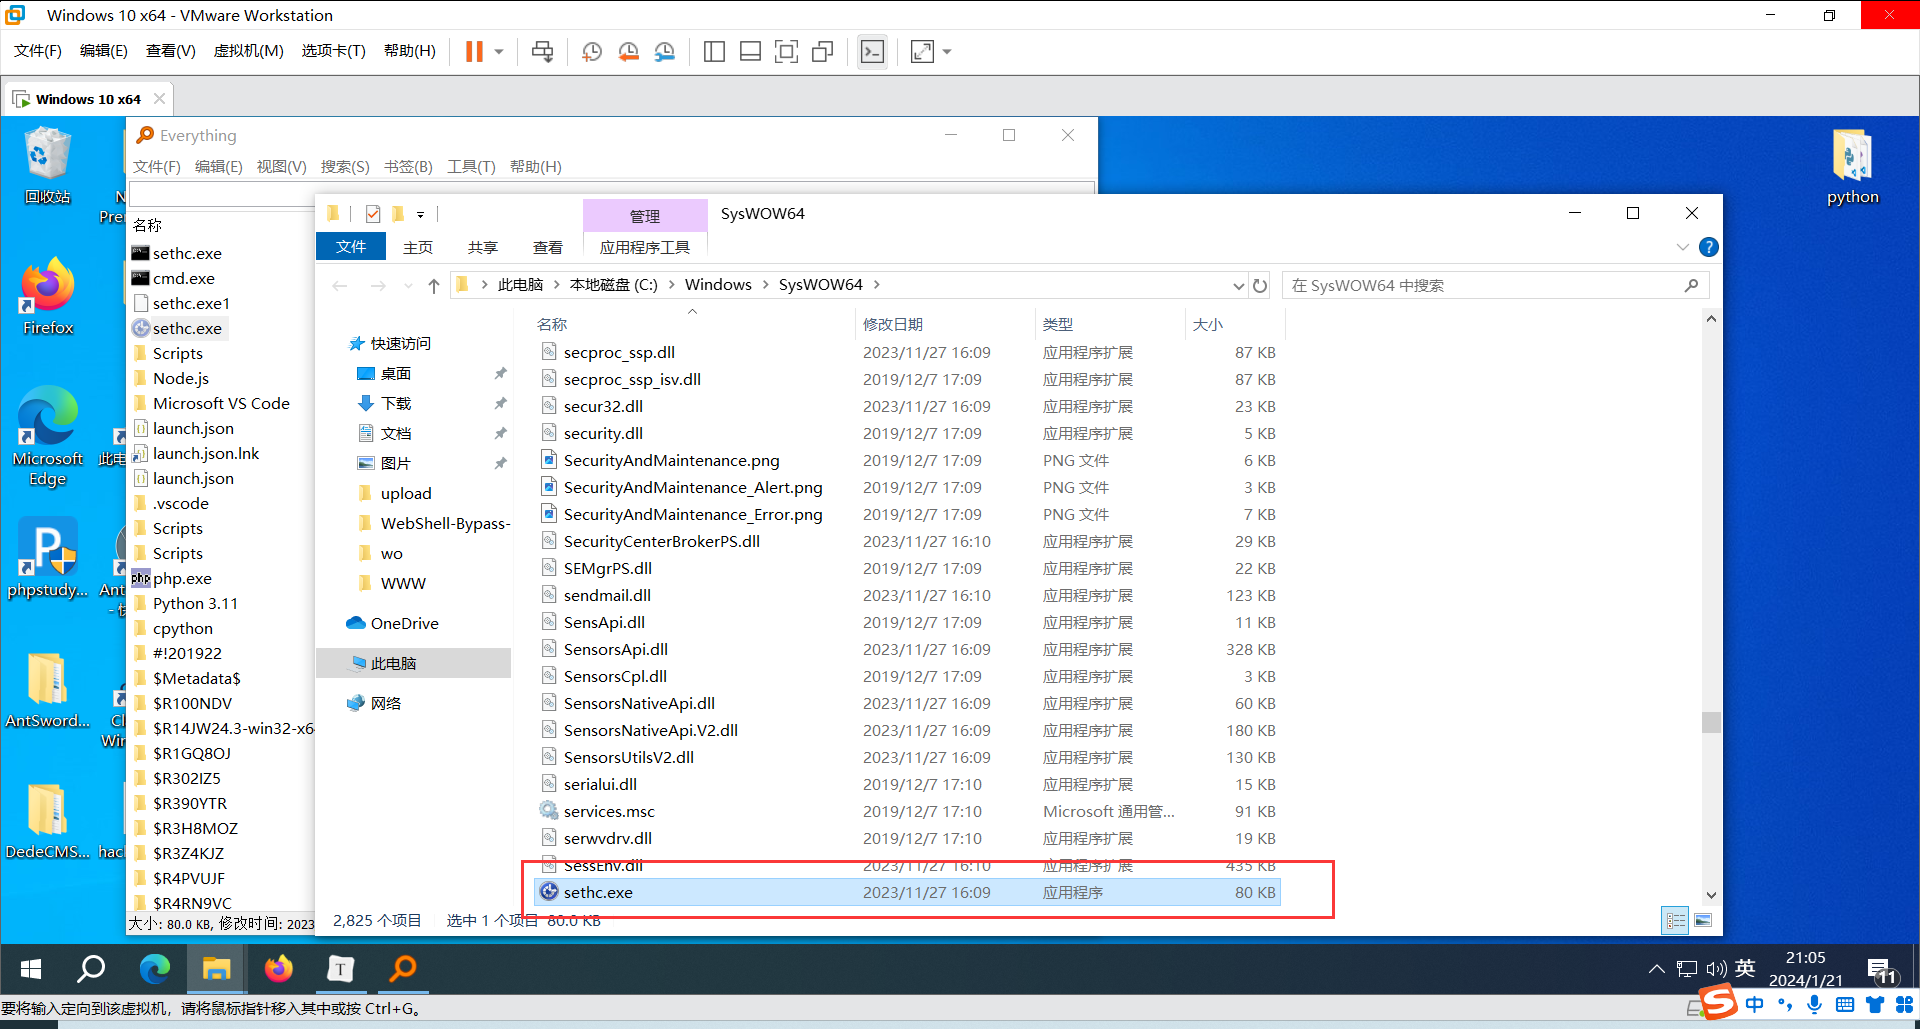 Windows 10 x64 - VMware Workstation
文件(F) 编辑(E) 查看(V) 虚拟机(M) 选项卡(T) 帮助(H)
Windows 10 x64
Everything
文件(F) 编辑(E) 视图(V) 搜索(S) 书签(B) 工具(T) 帮助(H)
名称
sethc.exe
cmd.exe
sethc.exe1
sethc.exe
Scripts
Node.js
Microsoft VS Code
launch.json
launch.json.lnk
launch.json
.vscode
Scripts
Scripts
php.exe
Python 3.11
cpython
#!201922
$Metadata$
$R100NDV
$R14JW24.3-win32-x6
$R1GQ8OJ
$R302IZ5
$R390YTR
$R3H8MOZ
$R3Z4KJZ
$R4PVUJF
$R4RN9VC
大小: 80.0 KB, 修改时间: 2023
回收站
Firefox
Microsoft Edge
phpstudy...
AntSword...
DedeCMS...
N
Pre
此电
Ant
- 快
Cl
Win
hac
python
管理
SysWOW64
文件 主页 共享 查看 应用程序工具
此电脑 本地磁盘 (C:) Windows SysWOW64
在 SysWOW64 中搜索
快速访问
桌面
下载
文档
图片
upload
WebShell-Bypass-
wo
WWW
OneDrive
此电脑
网络
名称 修改日期 类型 大小
secproc_ssp.dll 2023/11/27 16:09 应用程序扩展 87 KB
secproc_ssp_isv.dll 2019/12/7 17:09 应用程序扩展 87 KB
secur32.dll 2023/11/27 16:09 应用程序扩展 23 KB
security.dll 2019/12/7 17:09 应用程序扩展 5 KB
SecurityAndMaintenance.png 2019/12/7 17:09 PNG 文件 6 KB
SecurityAndMaintenance_Alert.png 2019/12/7 17:09 PNG 文件 3 KB
SecurityAndMaintenance_Error.png 2019/12/7 17:09 PNG 文件 7 KB
SecurityCenterBrokerPS.dll 2023/11/27 16:10 应用程序扩展 29 KB
SEMgrPS.dll 2019/12/7 17:09 应用程序扩展 22 KB
sendmail.dll 2023/11/27 16:10 应用程序扩展 123 KB
SensApi.dll 2019/12/7 17:09 应用程序扩展 11 KB
SensorsApi.dll 2023/11/27 16:09 应用程序扩展 328 KB
SensorsCpl.dll 2019/12/7 17:09 应用程序扩展 3 KB
SensorsNativeApi.dll 2023/11/27 16:09 应用程序扩展 60 KB
SensorsNativeApi.V2.dll 2023/11/27 16:09 应用程序扩展 180 KB
SensorsUtilsV2.dll 2023/11/27 16:09 应用程序扩展 130 KB
serialui.dll 2019/12/7 17:10 应用程序扩展 15 KB
services.msc 2019/12/7 17:10 Microsoft 通用管... 91 KB
serwvdrv.dll 2019/12/7 17:10 应用程序扩展 19 KB
SessEnv.dll 2023/11/27 16:10 应用程序扩展 435 KB
sethc.exe 2023/11/27 16:09 应用程序 80 KB
2,825 个项目 选中 1 个项目 80.0 KB
T
英
21:05
2024/1/21
11
要将输入定向到该虚拟机，请将鼠标指针移入其中或按 Ctrl+G。
S 中